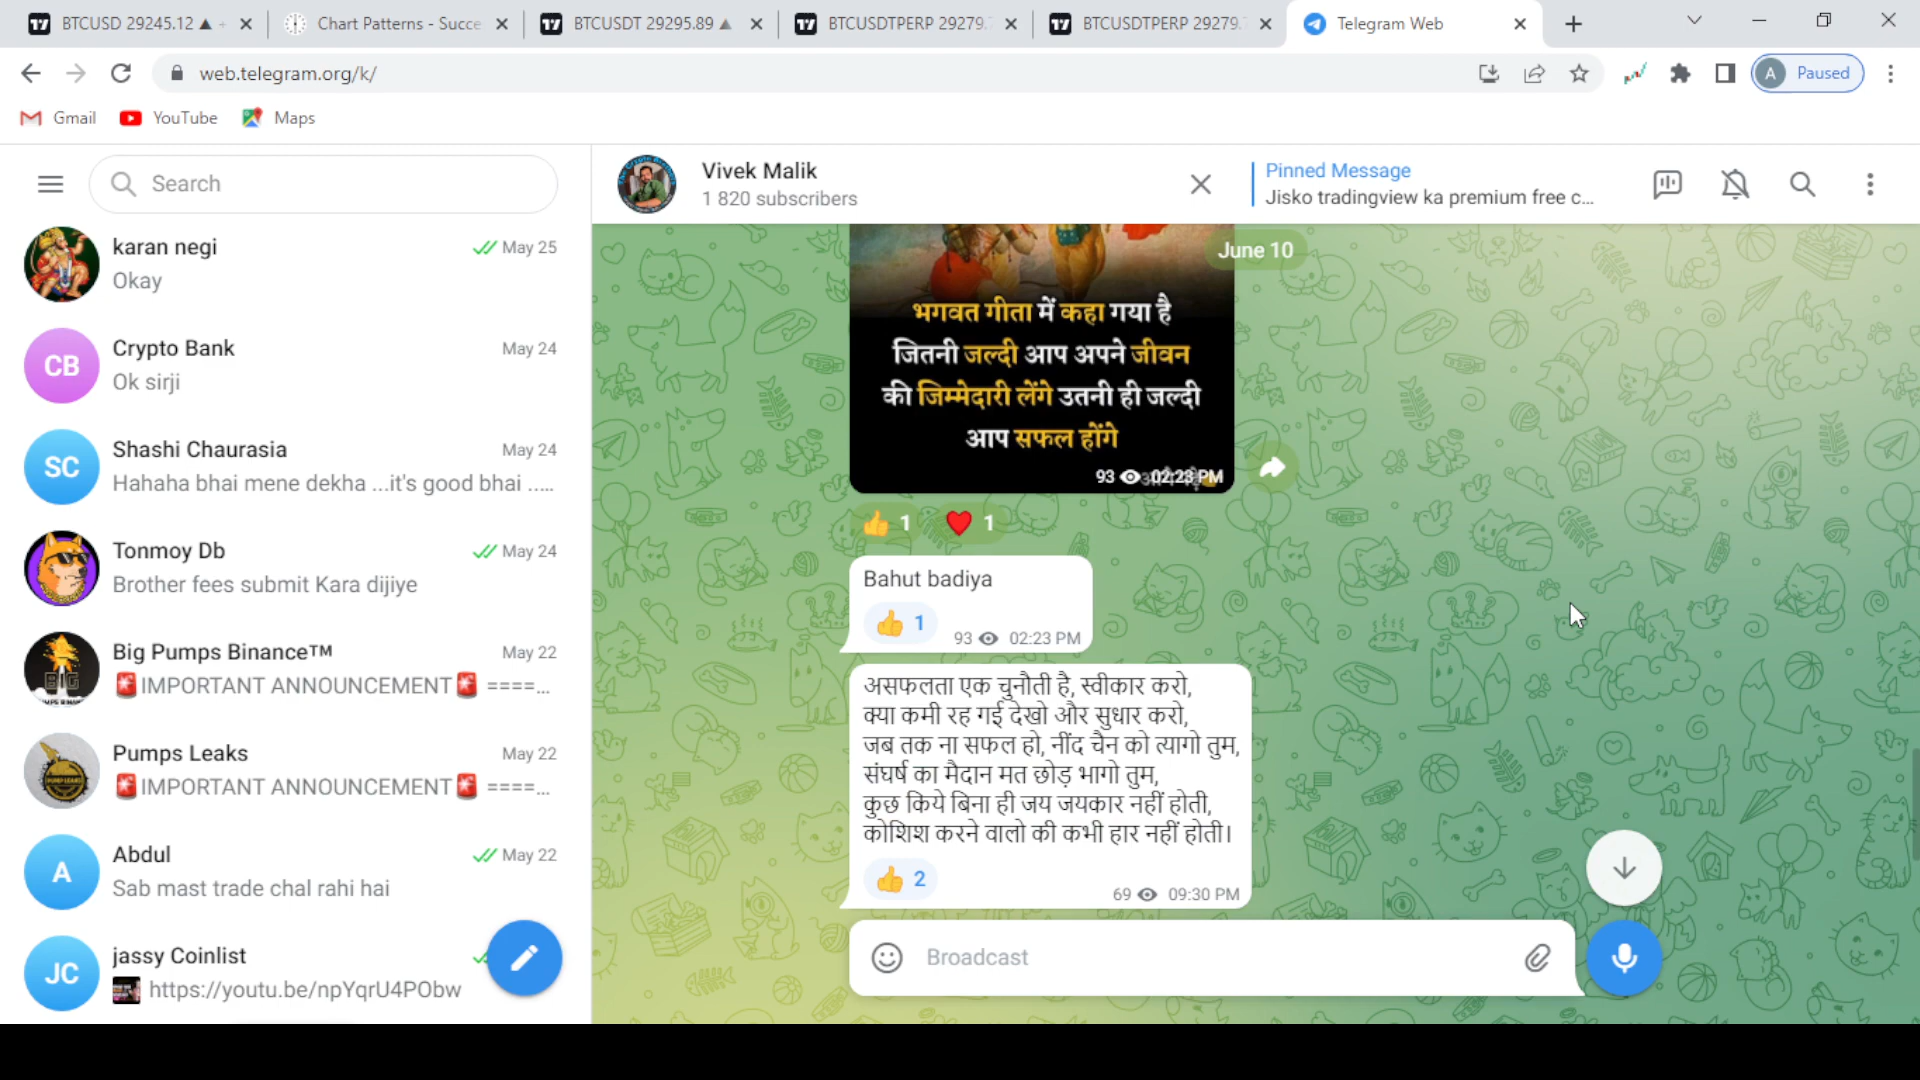 BTCUSD 29245.12 ▲
Chart Patterns - Succe
BTCUSDT 29295.89 ▲
BTCUSDTPERP 29279.
BTCUSDTPERP 29279.
Telegram Web
web.telegram.org/k/
A Paused
Gmail
YouTube
Maps
Search
karan negi
May 25
Okay
CB
Crypto Bank
May 24
Ok sirji
SC
Shashi Chaurasia
May 24
Hahaha bhai mene dekha ...it's good bhai .....
Tonmoy Db
May 24
Brother fees submit Kara dijiye
Big Pumps Binance™
May 22
🚨IMPORTANT ANNOUNCEMENT🚨 ====...
Pumps Leaks
May 22
🚨IMPORTANT ANNOUNCEMENT🚨 ====...
A
Abdul
May 22
Sab mast trade chal rahi hai
JC
jassy Coinlist
https://youtu.be/npYqrU4PObw
Vivek Malik
1 820 subscribers
Pinned Message
Jisko tradingview ka premium free c...
June 10
भगवत गीता में कहा गया है
जितनी जल्दी आप अपने जीवन
की जिम्मेदारी लेंगे उतनी ही जल्दी
आप सफल होंगे
93 02:23 PM
👍 1 ❤️ 1
Bahut badiya
👍 1
93 02:23 PM
असफलता एक चुनौती है, स्वीकार करो,
क्या कमी रह गई देखो और सुधार करो,
जब तक ना सफल हो, नींद चैन को त्यागो तुम,
संघर्ष का मैदान मत छोड़ भागो तुम,
कुछ किये बिना ही जय जयकार नहीं होती,
कोशिश करने वालो की कभी हार नहीं होती।
👍 2
69 09:30 PM
Broadcast